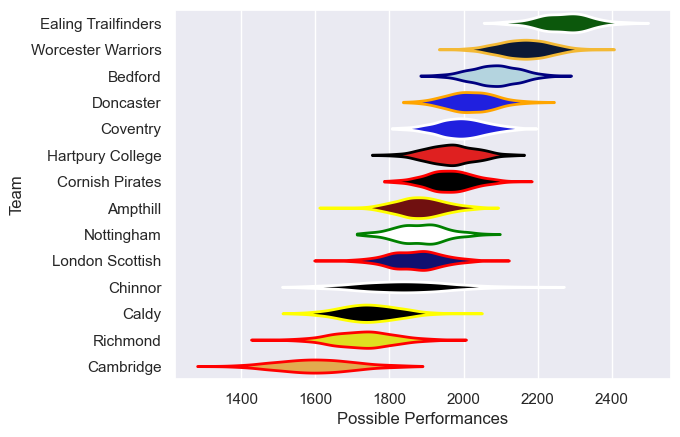 Ealing Trailfinders
Worcester Warriors
Bedford
Doncaster
Coventry
Hartpury College
Cornish Pirates
Ampthill
Nottingham
London Scottish
Chinnor
Caldy
Richmond
Cambridge
Team
1400 1600 1800 2000 2200 2400
Possible Performances